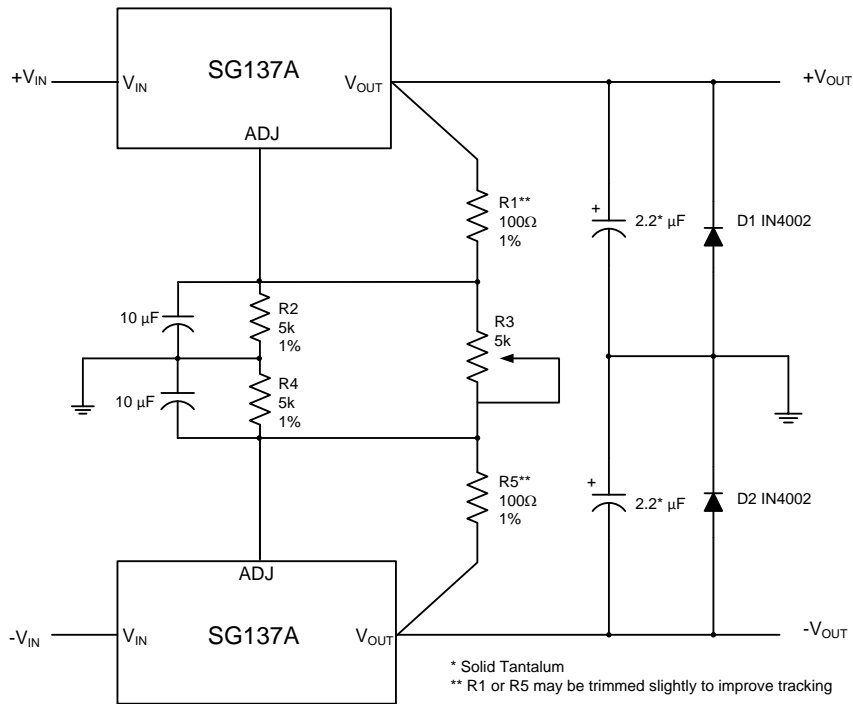 SG137A
+VIN
VIN
VOUT
+VOUT
ADJ
R1**
100Ω
1%
+
2.2* µF
D1 IN4002
10 µF
R2
5k
1%
R3
5k
10 µF
R4
5k
1%
R5**
100Ω
1%
+
2.2* µF
D2 IN4002
ADJ
-VIN
VIN
SG137A
VOUT
-VOUT
* Solid Tantalum
** R1 or R5 may be trimmed slightly to improve tracking